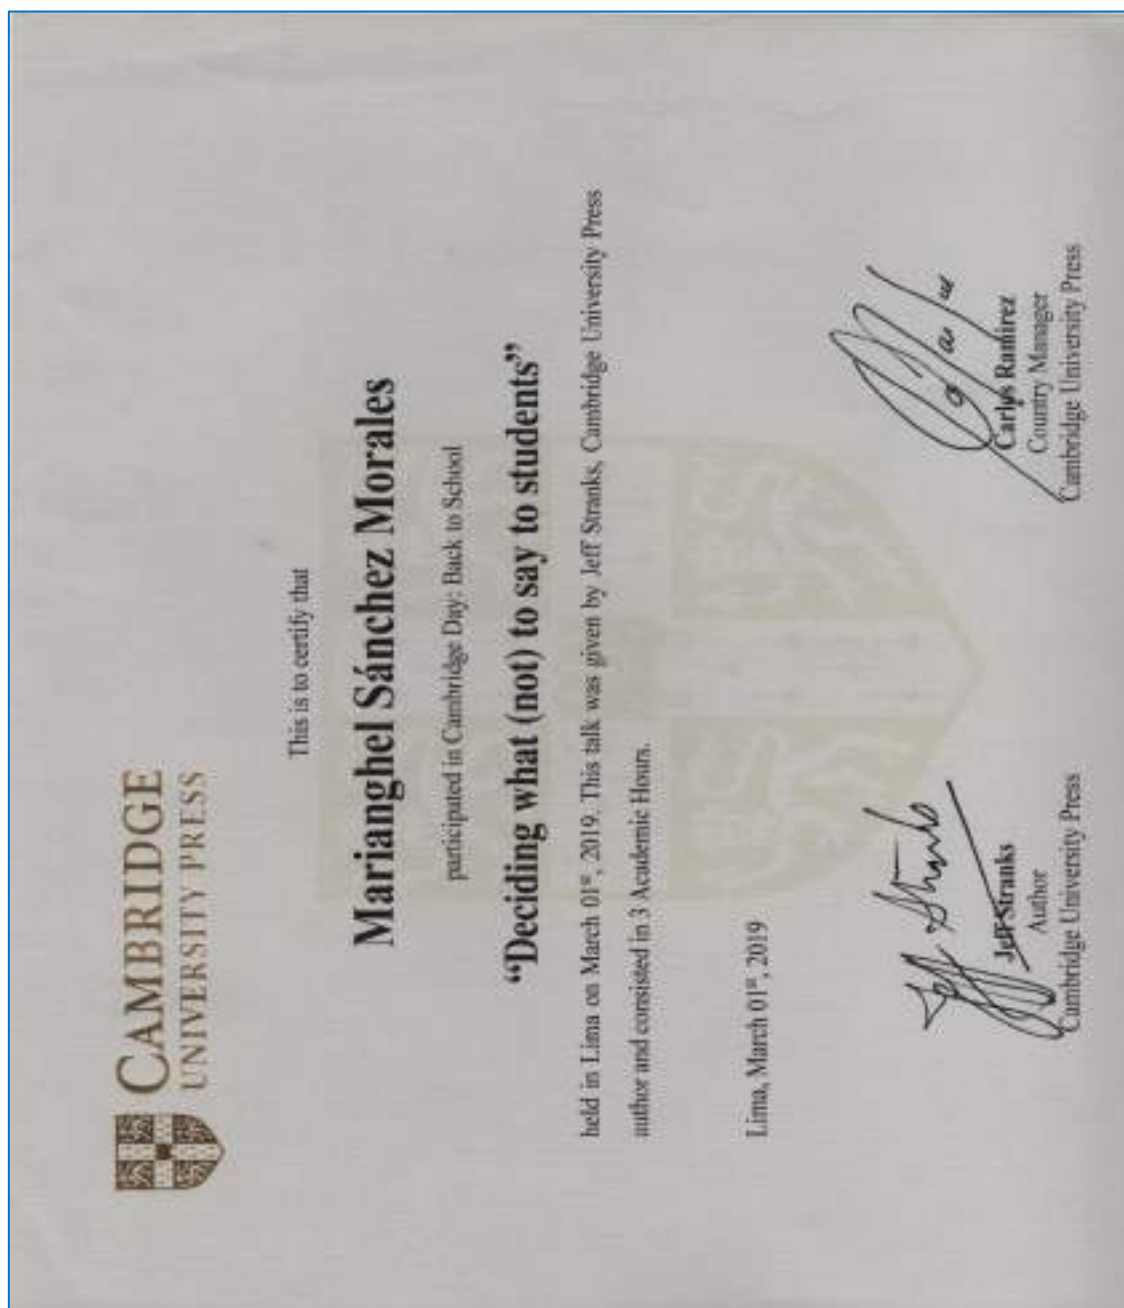 CAMBRIDGE
UNIVERSITY PRESS
This is to certify that
Marianghel Sánchez Morales
participated in Cambridge Day: Back to School
“Deciding what (not) to say to students”
held in Lima on March 01st, 2019. This talk was given by Jeff Stranks, Cambridge University Press
author and consisted in 3 Academic Hours.
Lima, March 01st, 2019
Jeff Stranks
Jeff Stranks
Author
Cambridge University Press
Carlos Ramirez
Country Manager
Cambridge University Press